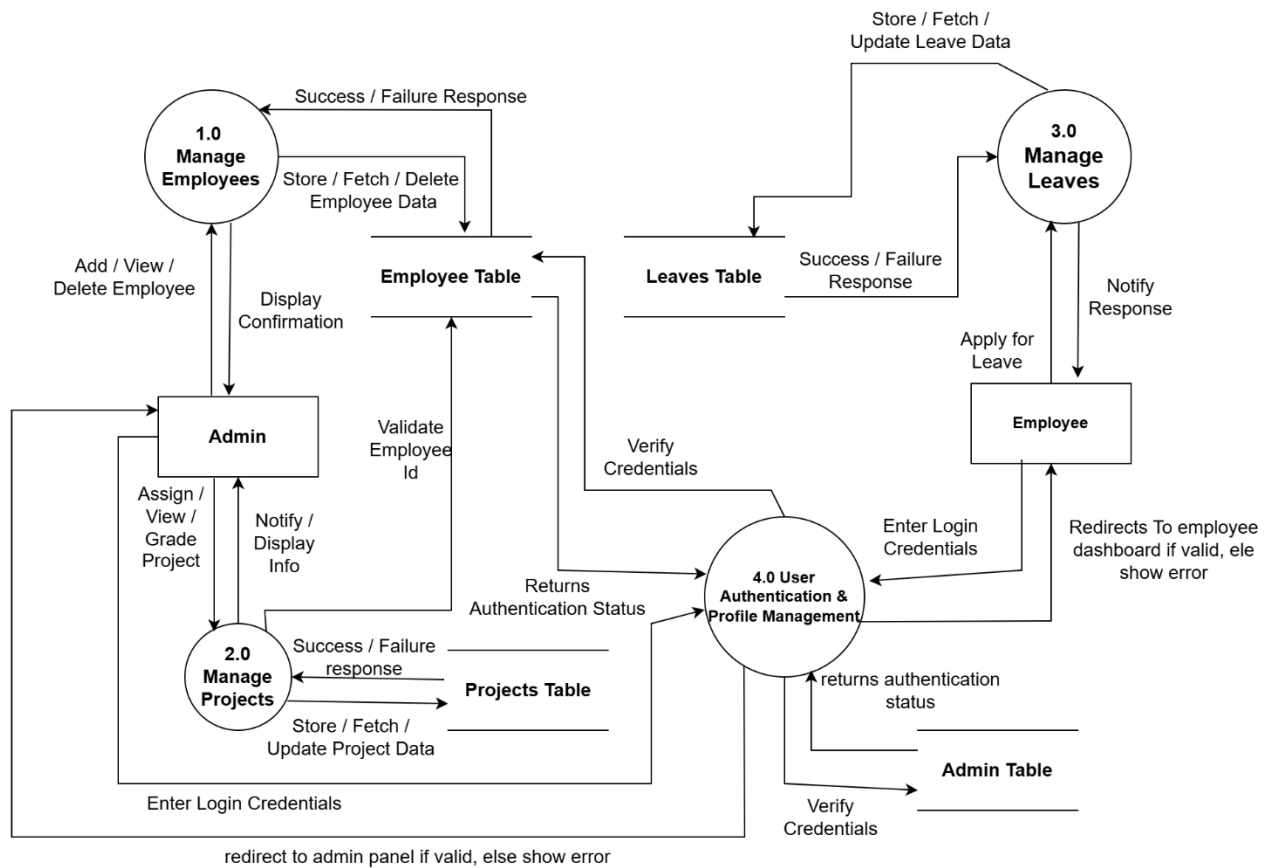 Store / Fetch /
Update Leave Data
Success / Failure Response
1.0
Manage
Employees
3.0
Manage
Leaves
Store / Fetch / Delete
Employee Data
Add / View /
Delete Employee
Employee Table
Leaves Table
Success / Failure
Response
Display
Confirmation
Notify
Response
Apply for
Leave
Admin
Validate
Employee
Id
Verify
Credentials
Employee
Assign /
View /
Grade
Project
Notify /
Display
Info
Enter Login
Credentials
Redirects To employee
dashboard if valid, ele
show error
Returns
Authentication Status
4.0 User
Authentication &
Profile Management
2.0
Manage
Projects
Success / Failure
response
Projects Table
returns authentication
status
Store / Fetch /
Update Project Data
Admin Table
Enter Login Credentials
Verify
Credentials
redirect to admin panel if valid, else show error